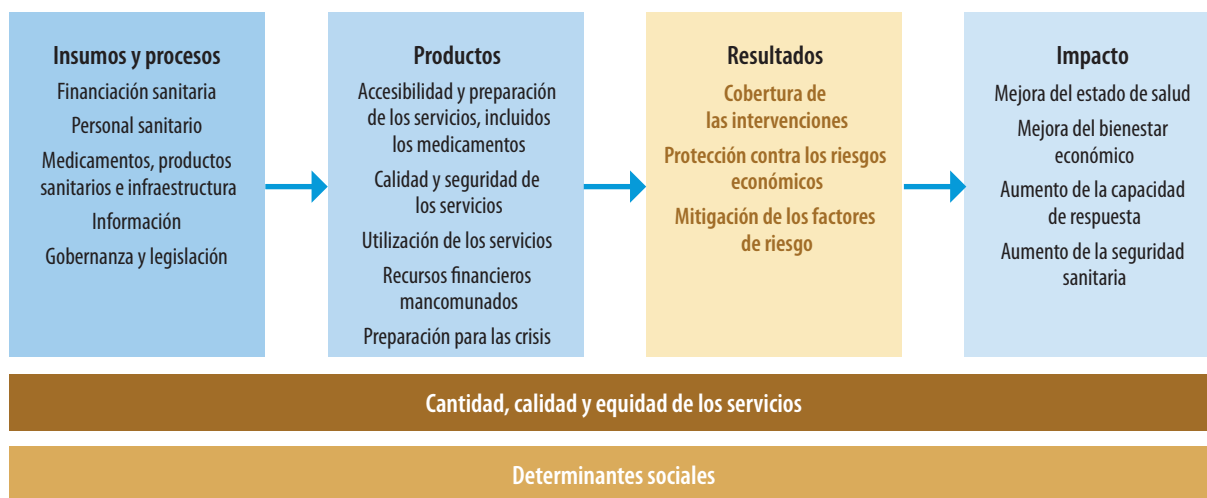 Insumos y procesos
Financiación sanitaria
Personal sanitario
Medicamentos, productos
sanitarios e infraestructura
Información
Gobernanza y legislación
Productos
Accesibilidad y preparación
de los servicios, incluidos
los medicamentos
Calidad y seguridad de
los servicios
Utilización de los servicios
Recursos financieros
mancomunados
Preparación para las crisis
Resultados
Cobertura de
las intervenciones
Protección contra los riesgos
económicos
Mitigación de los factores
de riesgo
Impacto
Mejora del estado de salud
Mejora del bienestar
económico
Aumento de la capacidad
de respuesta
Aumento de la seguridad
sanitaria
Cantidad, calidad y equidad de los servicios
Determinantes sociales